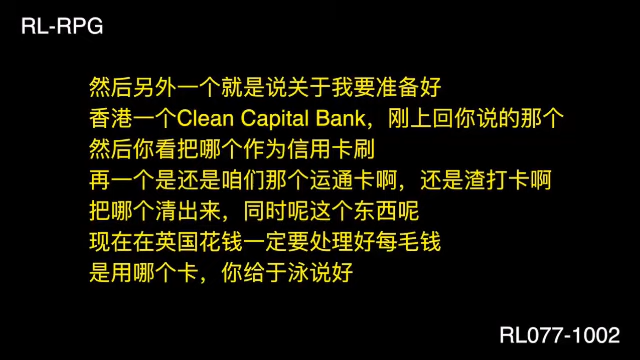 RL-RPG
然后另外一个就是说关于我要准备好
香港一个Clean Capital Bank，刚上回你说的那个
然后你看把哪个作为信用卡刷
再一个是还是咱们那个运通卡啊，还是渣打卡啊
把哪个清出来，同时呢这个东西呢
现在在英国花钱一定要处理好每毛钱
是用哪个卡，你给于泳说好
RL077-1002